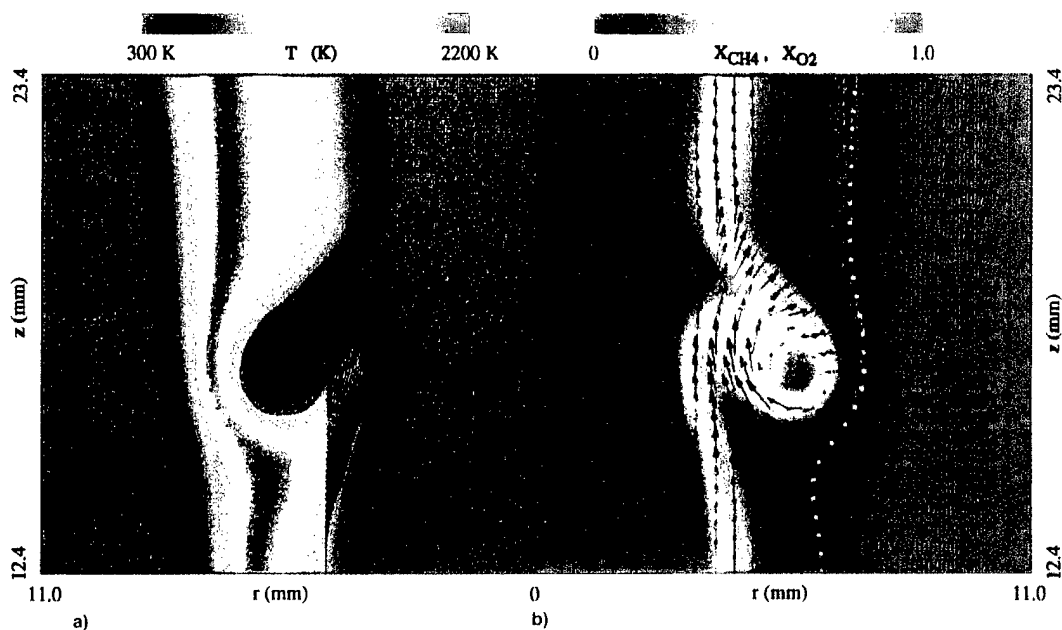 300 K T (K) 2200 K 0 X_CH4, X_O2 1.0
23.4 23.4
z (mm) z (mm)
12.4 12.4
11.0 r (mm) 0 r (mm) 11.0
a) b)